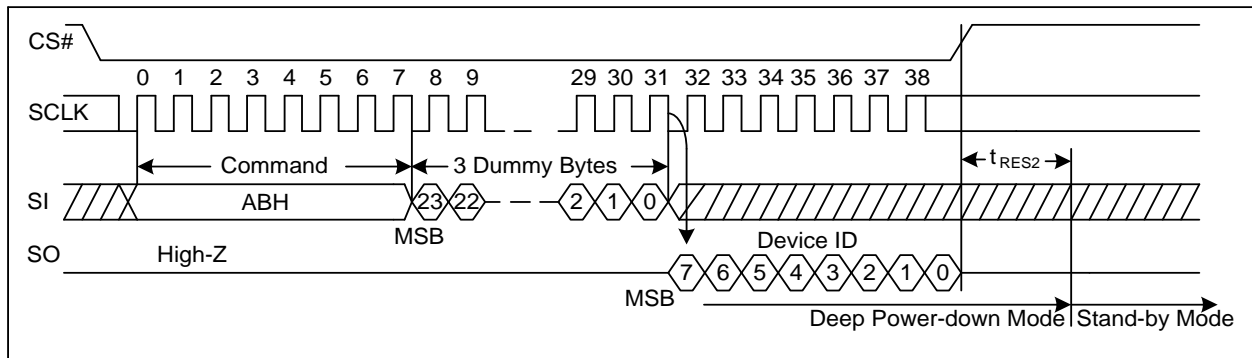 CS#
0 1 2 3 4 5 6 7 8 9 29 30 31 32 33 34 35 36 37 38
SCLK
Command 3 Dummy Bytes tRES2
SI ABH 23 22 2 1 0
MSB
SO High-Z Device ID
7 6 5 4 3 2 1 0
MSB
Deep Power-down Mode Stand-by Mode